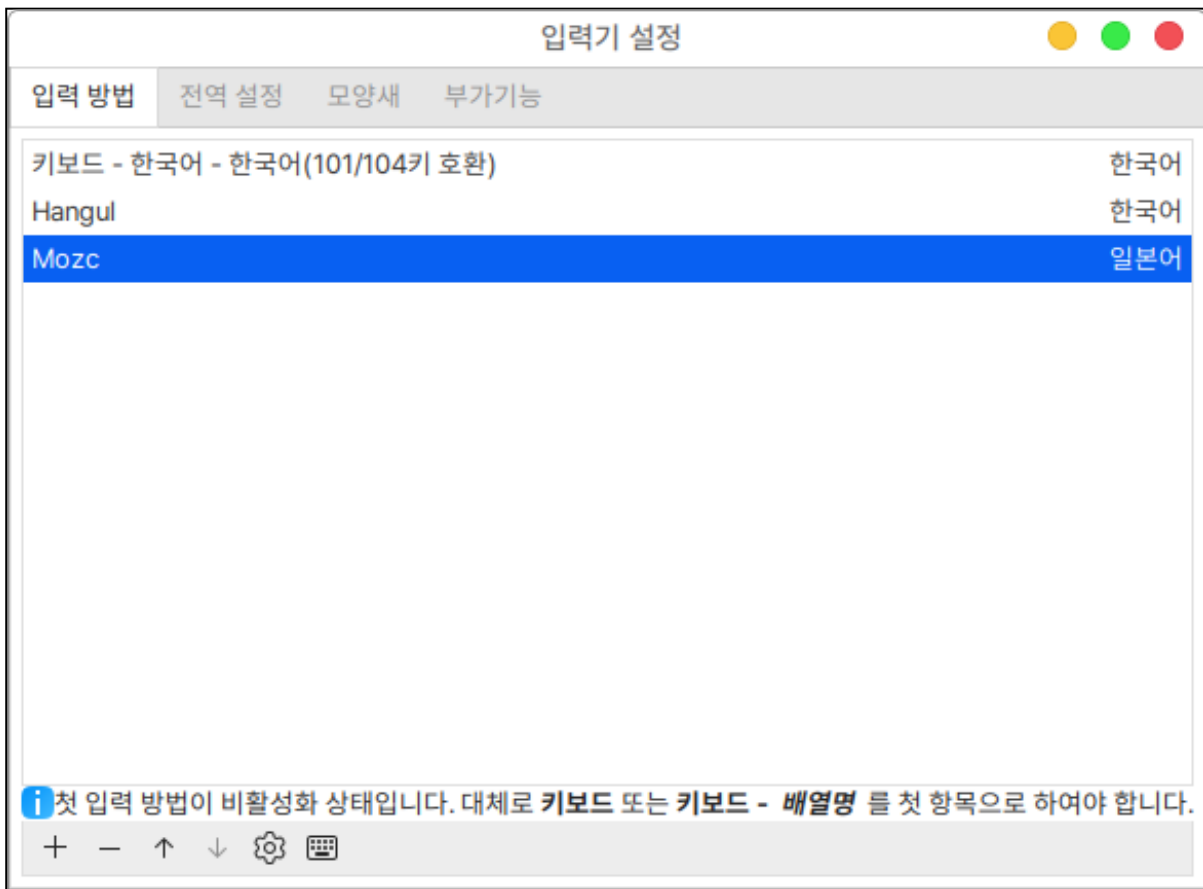 입력기 설정
입력 방법 전역 설정 모양새 부가기능
키보드 - 한국어 - 한국어(101/104키 호환) 한국어
Hangul 한국어
Mozc 일본어
첫 입력 방법이 비활성화 상태입니다. 대체로 키보드 또는 키보드 - 배열명 를 첫 항목으로 하여야 합니다.